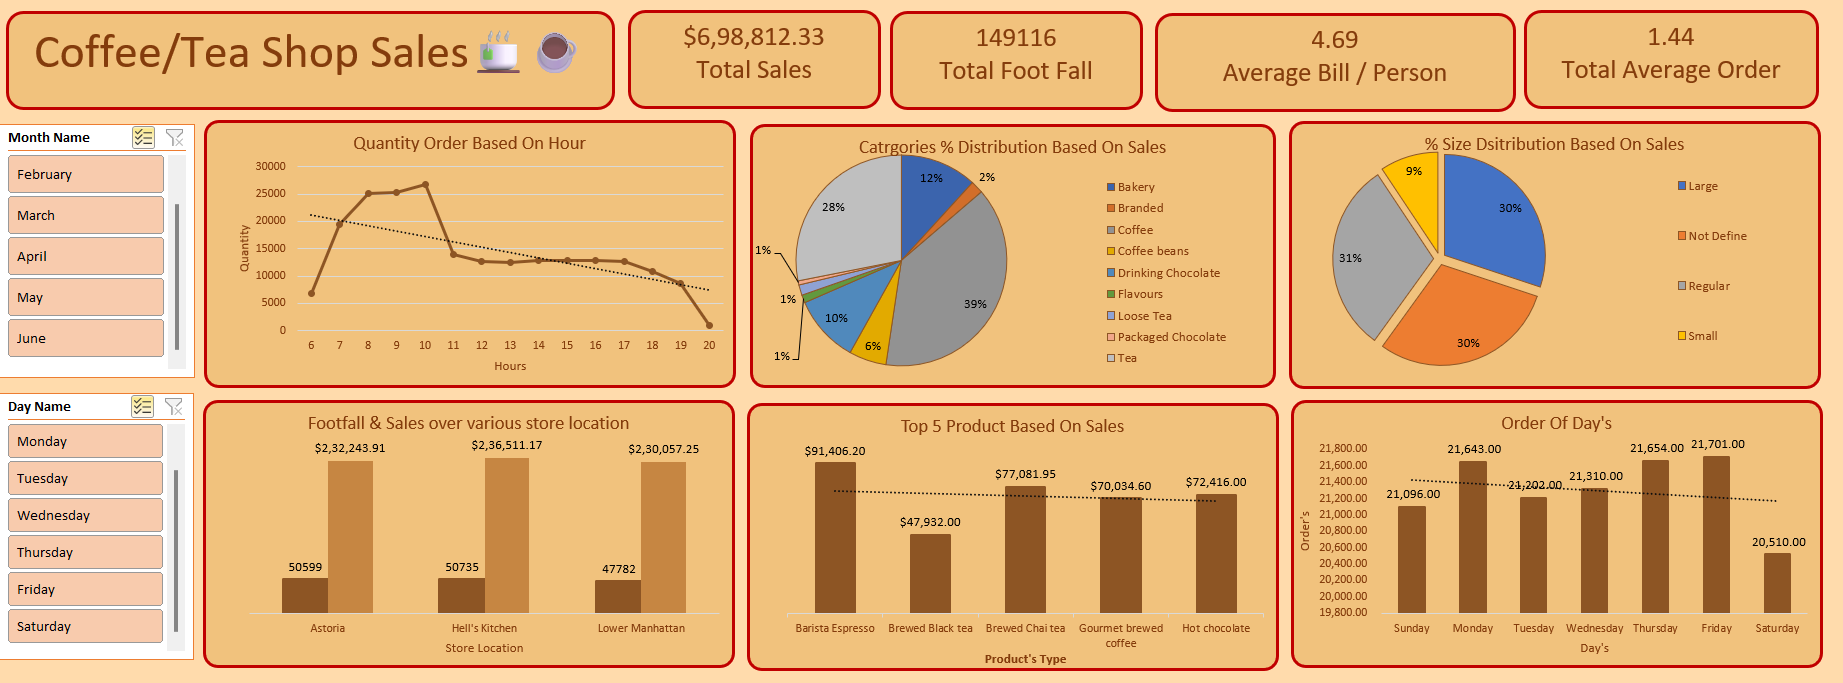 Coffee/Tea Shop Sales
$6,98,812.33
Total Sales
149116
Total Foot Fall
4.69
Average Bill / Person
1.44
Total Average Order
Month Name
February
March
April
May
June
Day Name
Monday
Tuesday
Wednesday
Thursday
Friday
Saturday
Quantity Order Based On Hour
Quantity
30000
25000
20000
15000
10000
5000
0
6 7 8 9 10 11 12 13 14 15 16 17 18 19 20
Hours
Catrgories % Distribution Based On Sales
12%
2%
39%
6%
10%
1%
1%
1%
28%
Bakery
Branded
Coffee
Coffee beans
Drinking Chocolate
Flavours
Loose Tea
Packaged Chocolate
Tea
% Size Dsitribution Based On Sales
30%
30%
31%
9%
Large
Not Define
Regular
Small
Footfall & Sales over various store location
$2,32,243.91 $2,36,511.17 $2,30,057.25
50599 50735 47782
Astoria Hell's Kitchen Lower Manhattan
Store Location
Top 5 Product Based On Sales
$91,406.20 $47,932.00 $77,081.95 $70,034.60 $72,416.00
Barista Espresso Brewed Black tea Brewed Chai tea Gourmet brewed coffee Hot chocolate
Product's Type
Order Of Day's
Order's
21,800.00
21,600.00
21,400.00
21,200.00
21,000.00
20,800.00
20,600.00
20,400.00
20,200.00
20,000.00
19,800.00
21,096.00 21,643.00 21,202.00 21,310.00 21,654.00 21,701.00 20,510.00
Sunday Monday Tuesday Wednesday Thursday Friday Saturday
Day's